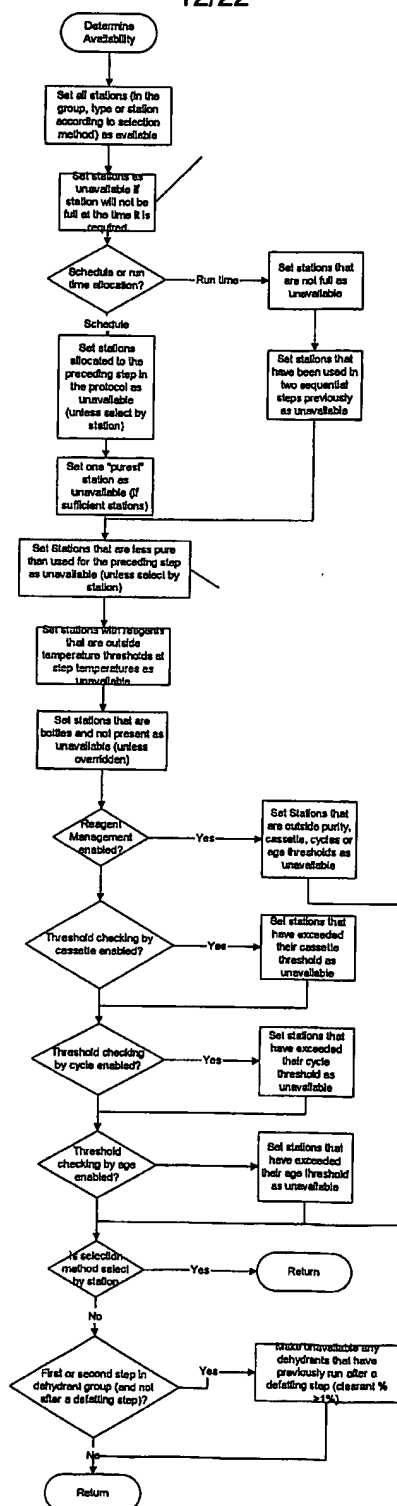 12/22
Determine
Availability
Set all stations (in the
group, type or station
according to selection
method) as available
Set stations as
unavailable if
station will not be
full at the time it is
required.
Schedule or run
time allocation?
Run time
Set stations that
are not full as
unavailable
Schedule
Set stations
allocated to the
preceding step in
the protocol as
unavailable
(unless select by
station)
Set stations that
have been used in
two sequential
steps previously
as unavailable
Set one "purest"
station as
unavailable (if
sufficient stations)
Set Stations that are less pure
than used for the preceding step
as unavailable (unless select by
station)
Set stations with reagents
that are outside
temperature thresholds at
step temperatures as
unavailable
Set stations that are
bottles and not present as
unavailable (unless
overridden)
Reagent
Management
enabled?
Yes
Set Stations that
are outside purity,
cassette, cycles or
age thresholds as
unavailable
Threshold checking by
cassette enabled?
Yes
Set stations that
have exceeded
their cassette
threshold as
unavailable
Threshold checking
by cycle enabled?
Yes
Set stations that
have exceeded
their cycle
threshold as
unavailable
Threshold
checking by age
enabled?
Set stations that
have exceeded
their age threshold
as unavailable
Is selection
method select
by station
Yes
Return
No
First or second step in
dehydrant group (and not
after a defatting step)?
Yes
Make unavailable any
dehydrants that have
previously run after a
defatting step (clearant %
>1%)
No
Return